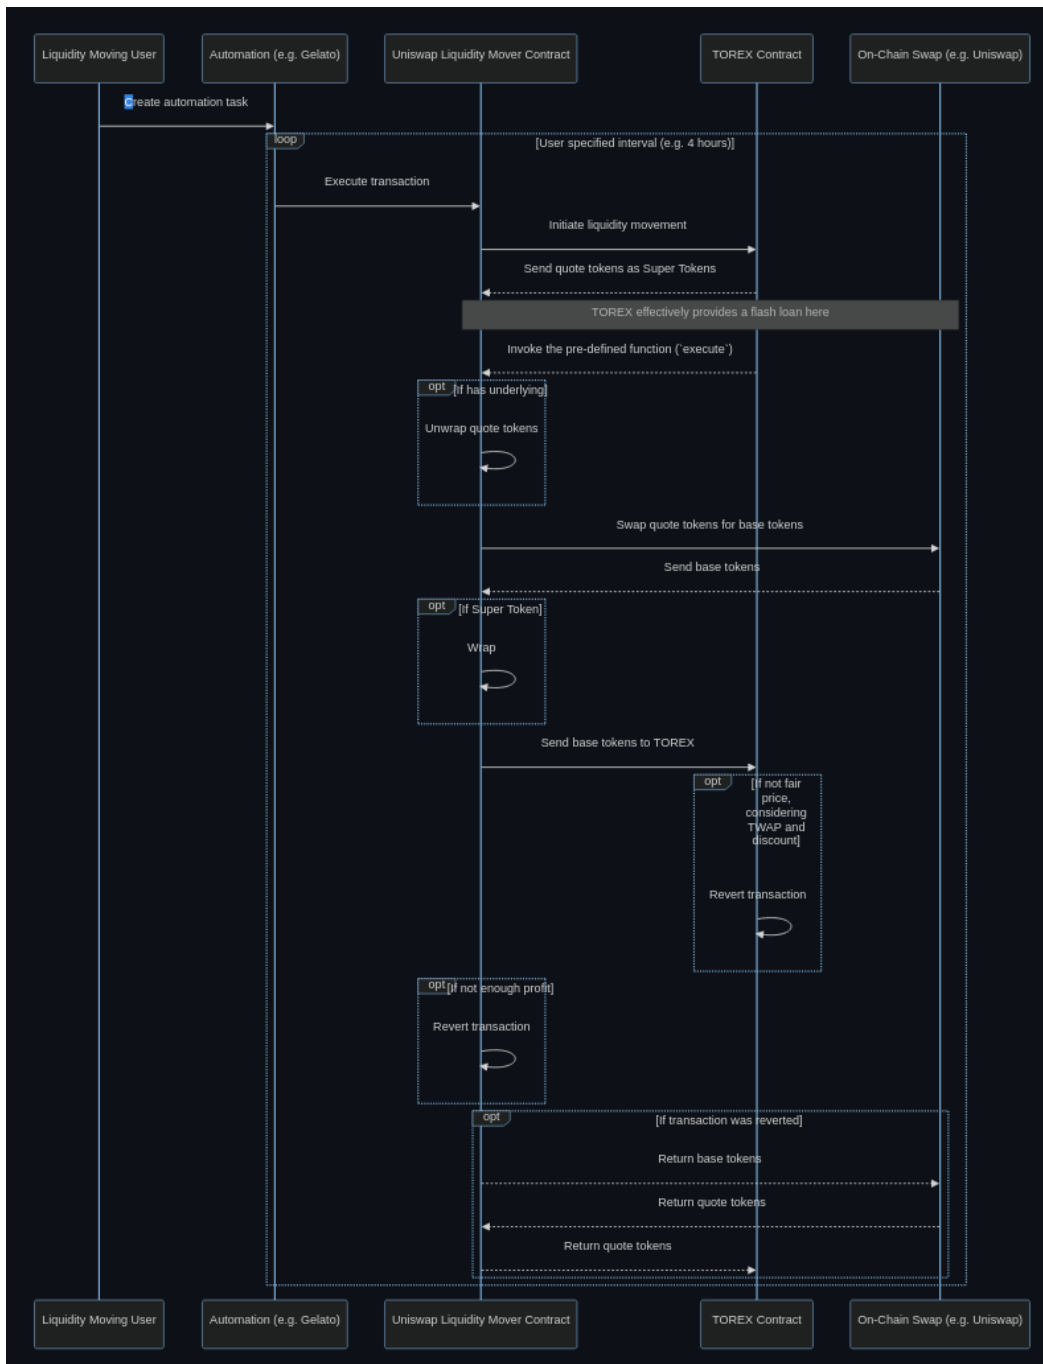 Liquidity Moving User
Automation (e.g. Gelato)
Uniswap Liquidity Mover Contract
TOREX Contract
On-Chain Swap (e.g. Uniswap)
Create automation task
loop
[User specified interval (e.g. 4 hours)]
Execute transaction
Initiate liquidity movement
Send quote tokens as Super Tokens
TOREX effectively provides a flash loan here
Invoke the pre-defined function (`execute`)
opt
[If has underlying]
Unwrap quote tokens
Swap quote tokens for base tokens
Send base tokens
opt
[If Super Token]
Wrap
Send base tokens to TOREX
opt
[If not fair
price,
considering
TWAP and
discount]
Revert transaction
opt
[If not enough profit]
Revert transaction
opt
[If transaction was reverted]
Return base tokens
Return quote tokens
Return quote tokens
Liquidity Moving User
Automation (e.g. Gelato)
Uniswap Liquidity Mover Contract
TOREX Contract
On-Chain Swap (e.g. Uniswap)